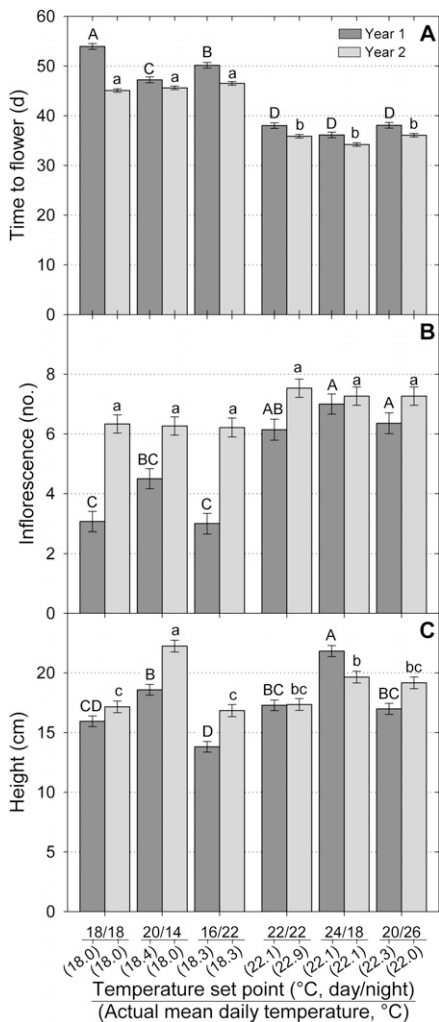 60
A
Year 1
Year 2
A
a
C
a
B
a
D
b
D
b
D
b
50
40
30
20
10
0
Time to flower (d)
B
8
6
4
2
0
C
a
BC
a
C
a
AB
a
A
a
A
a
Inflorescence (no.)
C
20
15
10
5
0
CD
c
B
a
D
c
BC
bc
A
b
BC
bc
Height (cm)
18/18 20/14 16/22 22/22 24/18 20/26
(18.0) (18.0) (18.4) (18.0) (18.3) (18.3) (22.1) (22.9) (22.1) (22.1) (22.3) (22.0)
Temperature set point (°C, day/night)
(Actual mean daily temperature, °C)